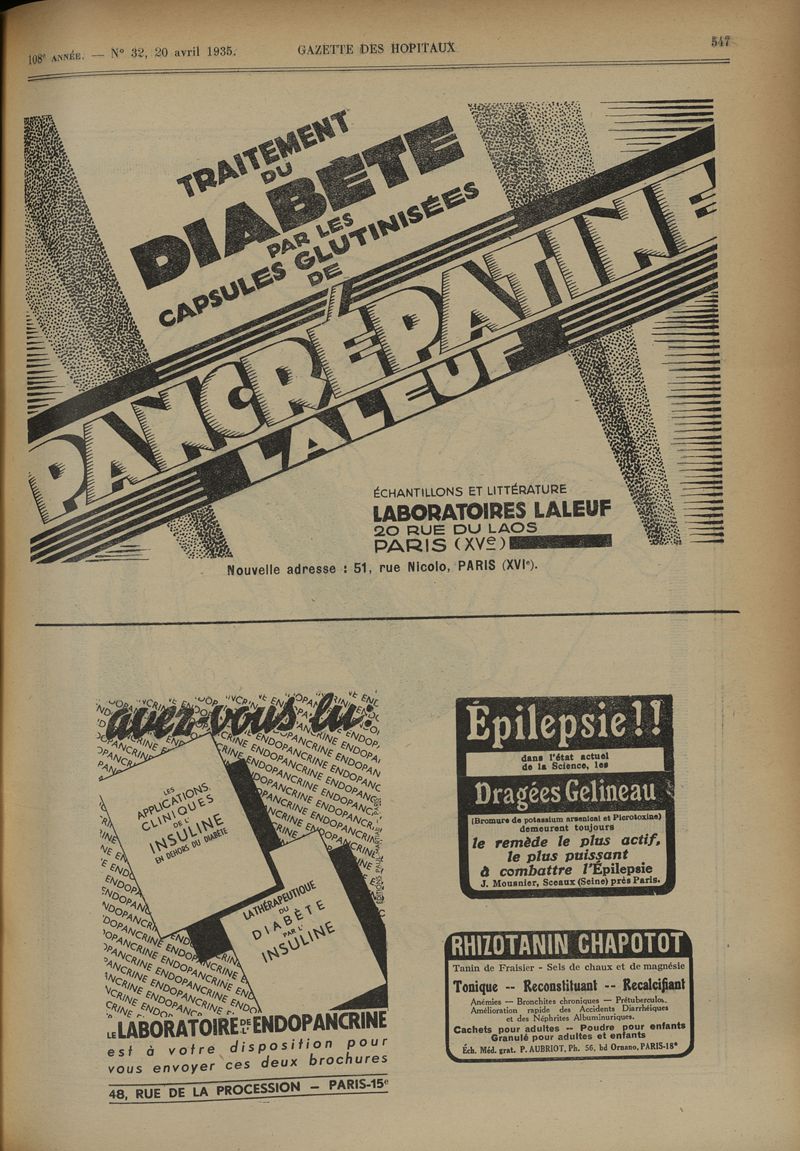 108e ANNÉE. — N° 32, 20 avril 1935. GAZETTE DES HOPITAUX 547
TRAITEMENT
DU
DIABÈTE
PAR LES
CAPSULES GLUTINISÉES
DE
PANCRÉPATINE
LALEUF
ÉCHANTILLONS ET LITTÉRATURE
LABORATOIRES LALEUF
20 RUE DU LAOS
PARIS (XVe)
Nouvelle adresse : 51, rue Nicolo, PARIS (XVIe).
avez-vous lu:
LES
APPLICATIONS
CLINIQUES
DE L'
INSULINE
EN DEHORS DU DIABÈTE
LA THÉRAPEUTIQUE
DU
DIABÈTE
PAR L'
INSULINE
LE LABORATOIRE DE L' ENDOPANCRINE
est à votre disposition pour
vous envoyer ces deux brochures
48, RUE DE LA PROCESSION — PARIS-15e
Épilepsie!!
dans l'état actuel
de la Science, les
Dragées Gelineau
(Bromure de potassium arsenical et Picrotoxine)
demeurent toujours
le remède le plus actif,
le plus puissant
à combattre l'Épilepsie
J. Mousnier, Sceaux (Seine) près Paris.
RHIZOTANIN CHAPOTOT
Tanin de Fraisier - Sels de chaux et de magnésie
Tonique -- Reconstituant -- Recalcifiant
Anémies — Bronchites chroniques — Prétuberculos.
Amélioration rapide des Accidents Diarrhéiques
et des Néphrites Albuminuriques.
Cachets pour adultes -- Poudre pour enfants
Granulé pour adultes et enfants
Éch. Méd. grat. P. AUBRIOT, Ph. 56, bd Ornano, PARIS-18e